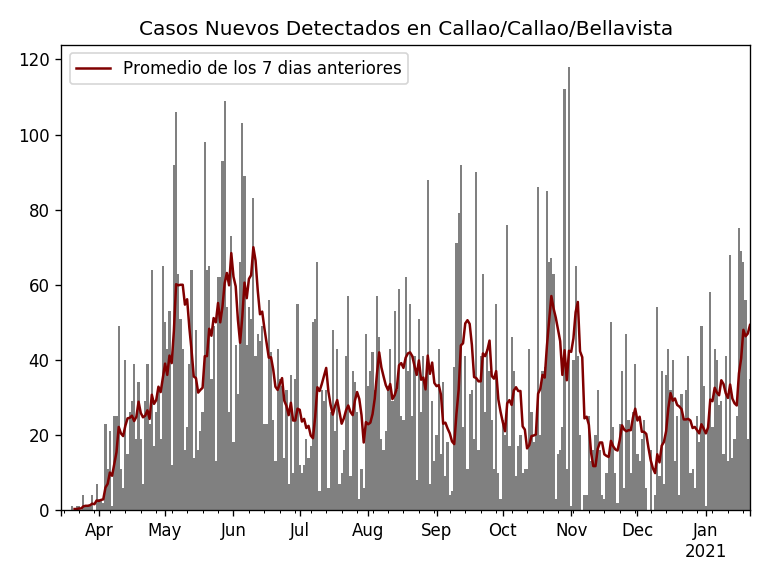 Casos Nuevos Detectados en Callao/Callao/Bellavista
Promedio de los 7 dias anteriores
120
100
80
60
40
20
0
Apr May Jun Jul Aug Sep Oct Nov Dec Jan
2021